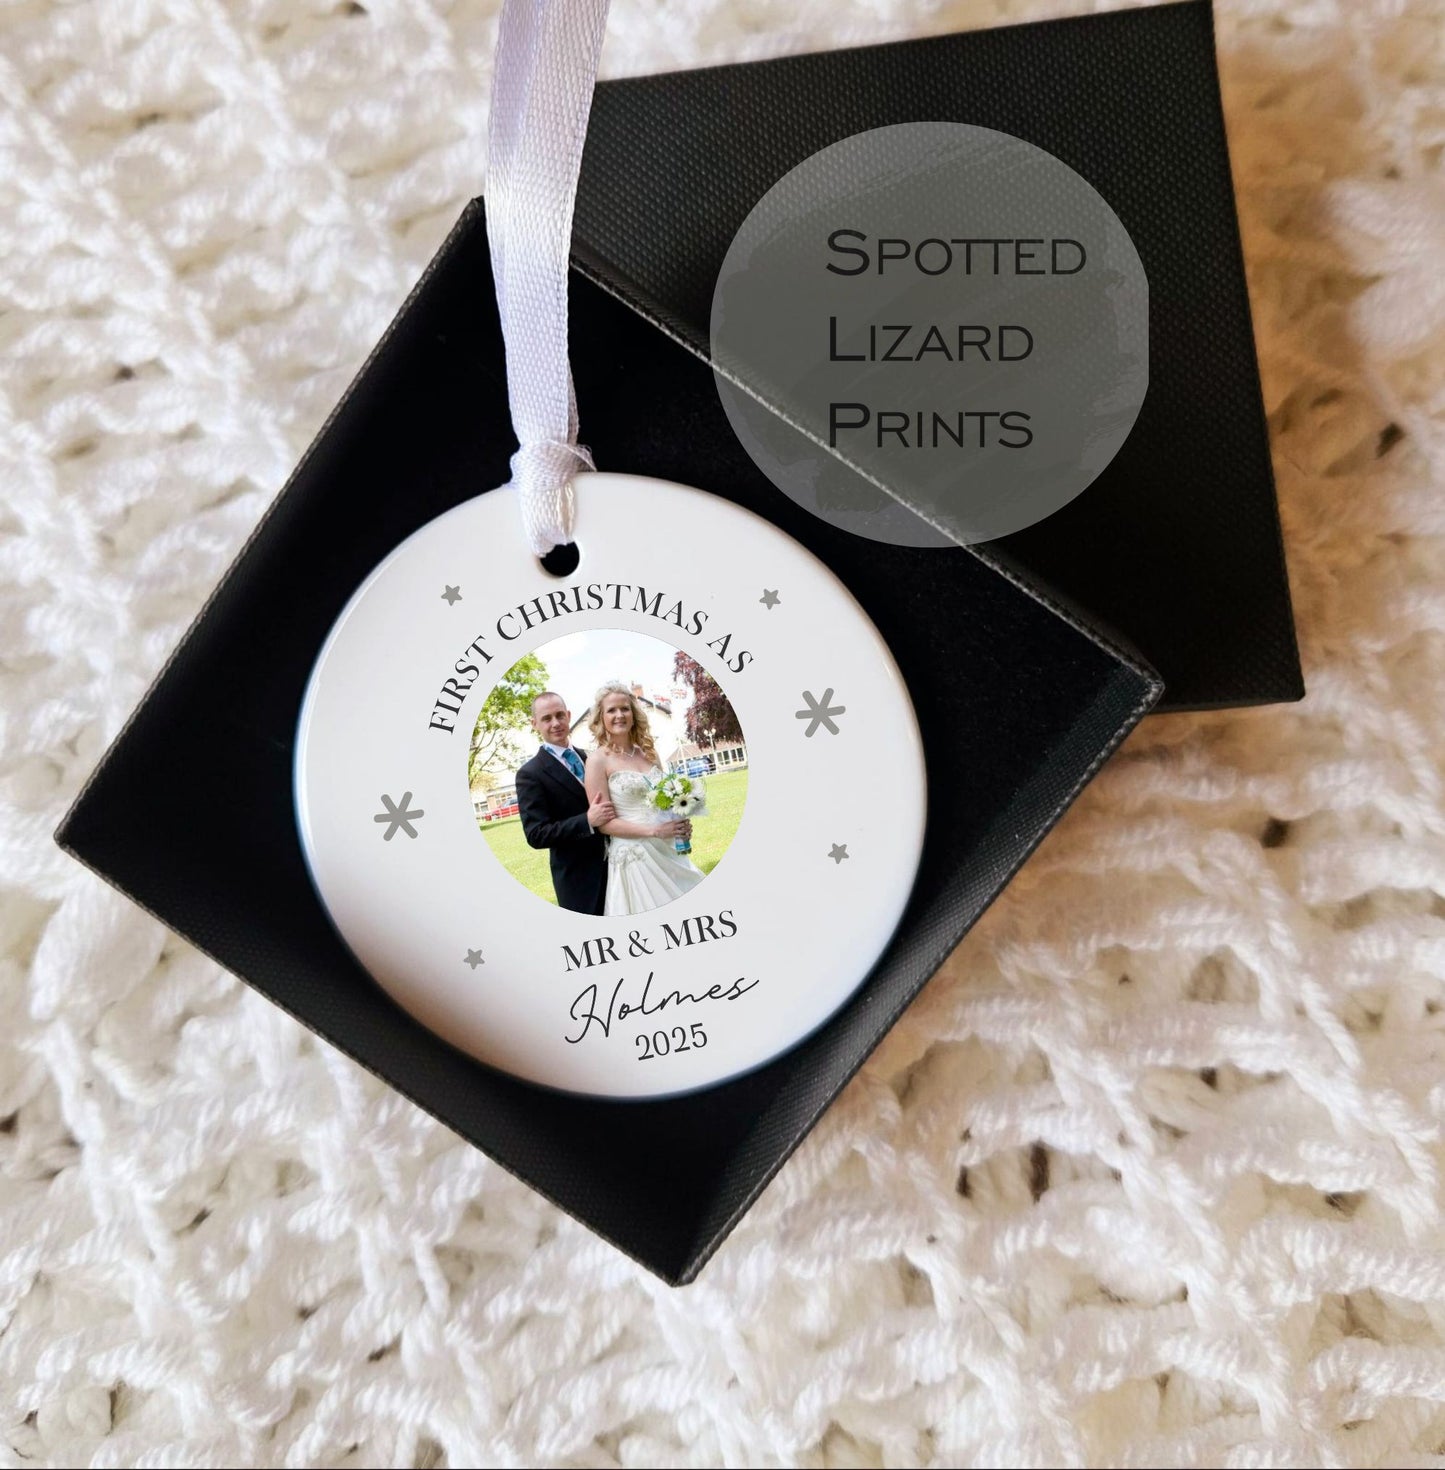 SPOTTED
LIZARD
PRINTS
FIRST CHRISTMAS AS
MR & MRS
Holmes
2025